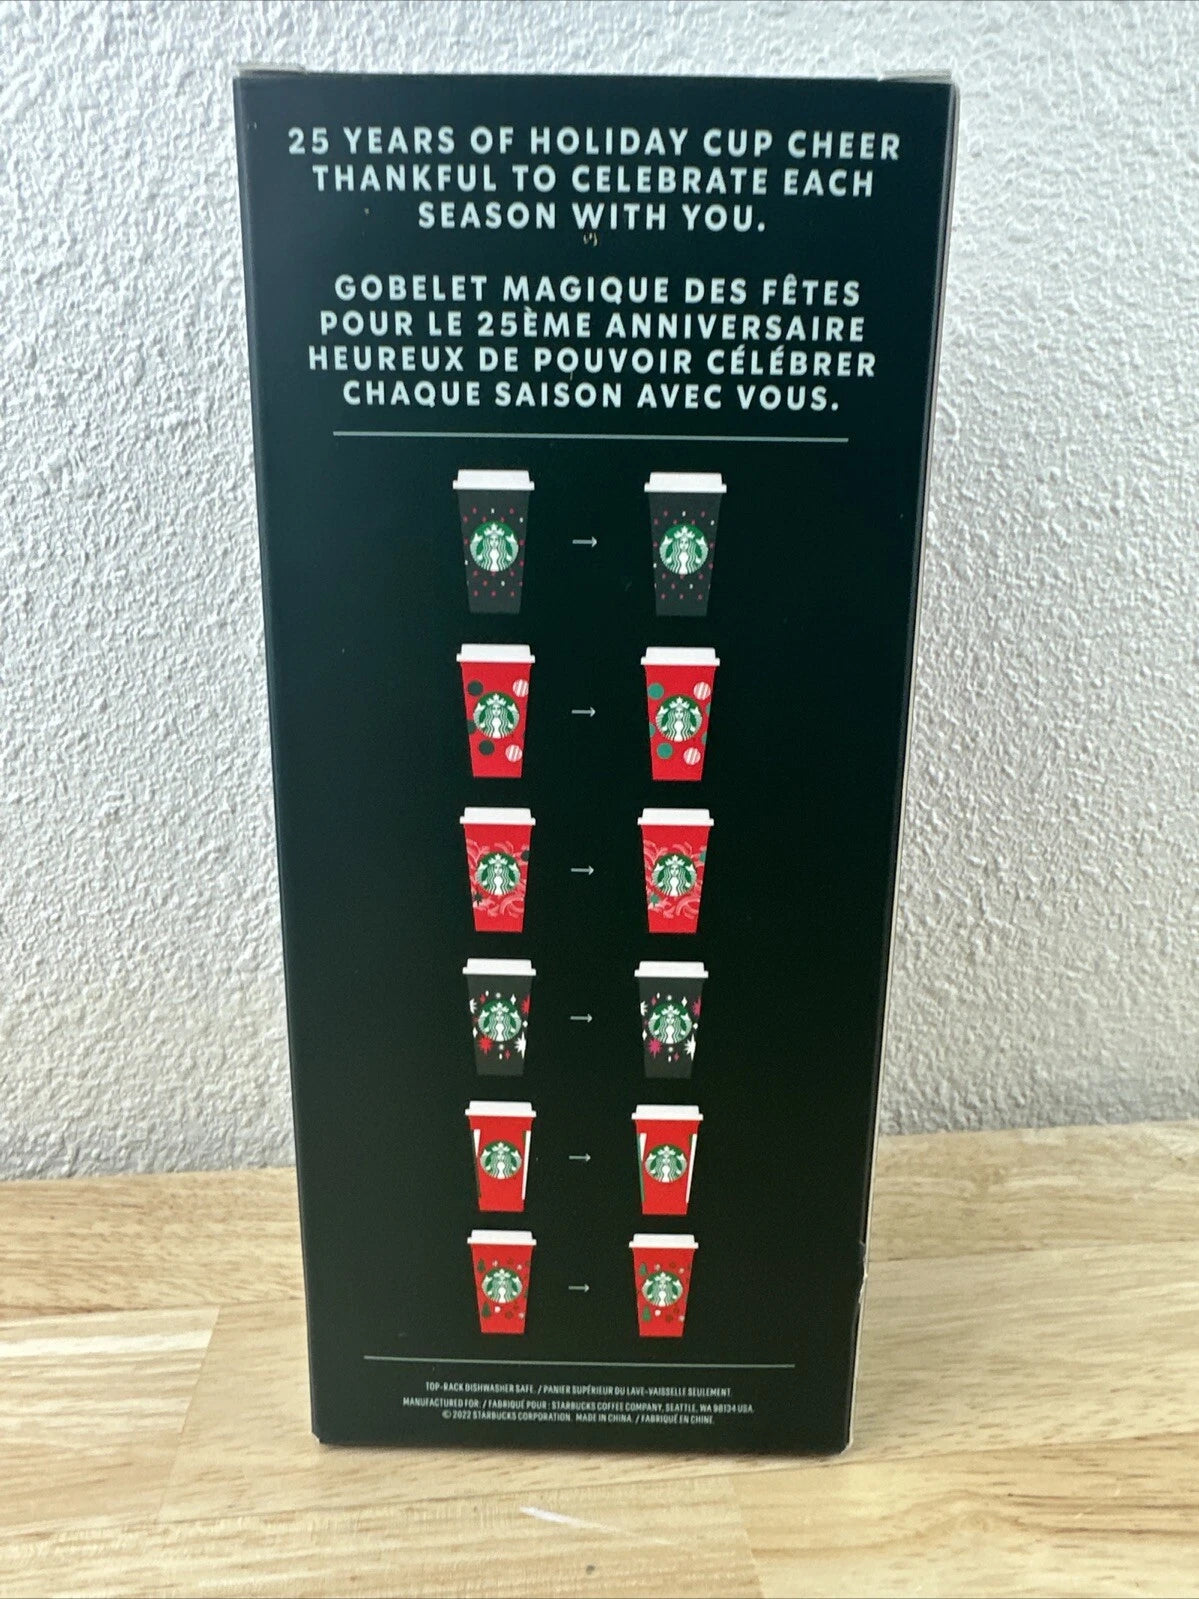 25 YEARS OF HOLIDAY CUP CHEER
THANKFUL TO CELEBRATE EACH
SEASON WITH YOU.
GOBELET MAGIQUE DES FÊTES
POUR LE 25ÈME ANNIVERSAIRE
HEUREUX DE POUVOIR CÉLÉBRER
CHAQUE SAISON AVEC VOUS.
TOP-RACK DISHWASHER SAFE. / PANIER SUPÉRIEUR DU LAVE-VAISSELLE SEULEMENT.
MANUFACTURED FOR: / FABRIQUÉ POUR : STARBUCKS COFFEE COMPANY, SEATTLE, WA 98134 USA.
© 2022 STARBUCKS CORPORATION. MADE IN CHINA. / FABRIQUÉ EN CHINE.